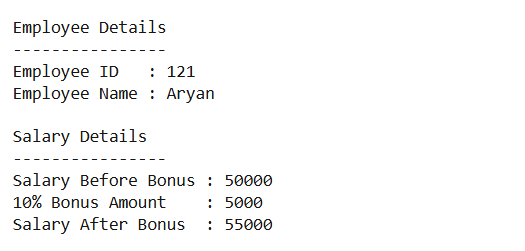 Employee Details
----------------
Employee ID   : 121
Employee Name : Aryan

Salary Details
----------------
Salary Before Bonus : 50000
10% Bonus Amount    : 5000
Salary After Bonus  : 55000